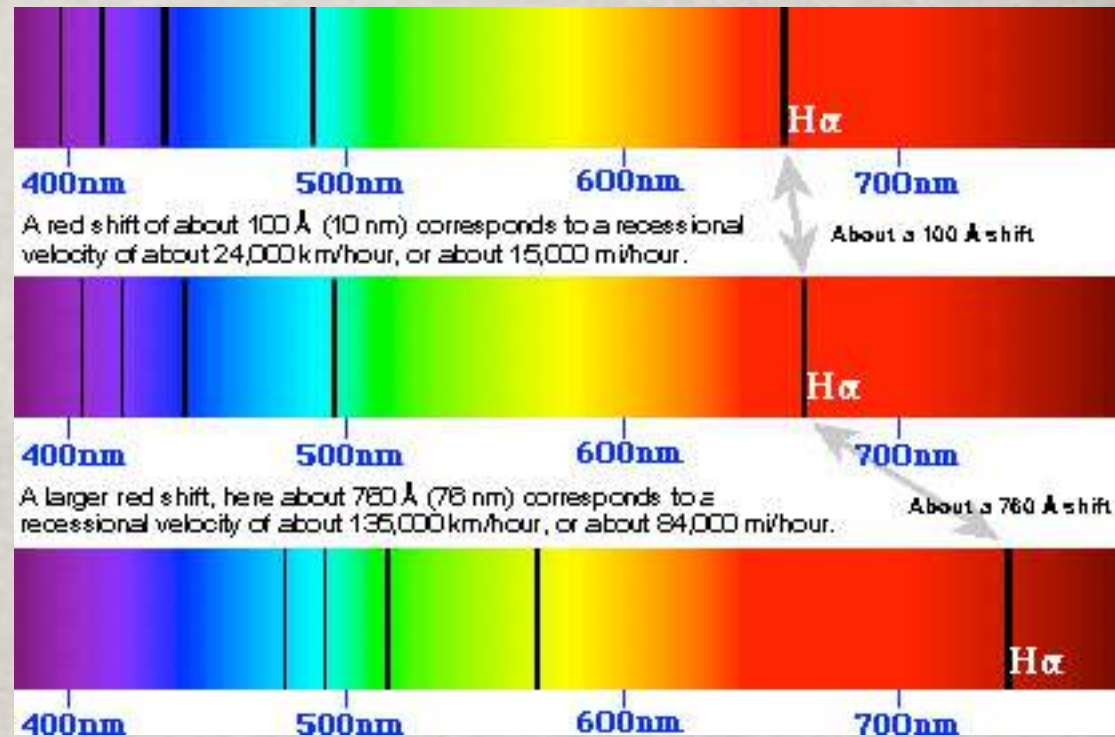 Hα
400nm 500nm 600nm 700nm
A red shift of about 100 Å (10 nm) corresponds to a recessional
velocity of about 24,000 km/hour, or about 15,000 mi/hour.
About a 100 Å shift
Hα
400nm 500nm 600nm 700nm
A larger red shift, here about 760 Å (76 nm) corresponds to a
recessional velocity of about 135,000 km/hour, or about 84,000 mi/hour.
About a 760 Å shift
Hα
400nm 500nm 600nm 700nm